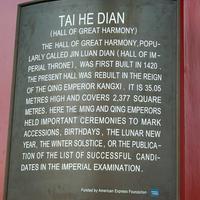 TAI HE DIAN
(HALL OF GREAT HARMONY)
THE HALL OF GREAT HARMONY,POPU-
LARLY CALLED JIN LUAN DIAN (HALL OF IM-
PERIAL THRONE), WAS FIRST BUILT IN 1420.
THE PRESENT HALL WAS REBUILT IN THE REIGN
OF THE QING EMPEROR KANGXI. IT IS 35.05
METRES HIGH AND COVERS 2,377 SQUARE
METRES. HERE THE MING AND QING EMPERORS
HELD IMPORTANT CEREMONIES TO MARK
ACCESSIONS, BIRTHDAYS, THE LUNAR NEW
YEAR, THE WINTER SOLSTICE, OR THE PUBLICA-
TION OF THE LIST OF SUCCESSFUL CANDI-
DATES IN THE IMPERIAL EXAMINATION.
Funded by American Express Foundation